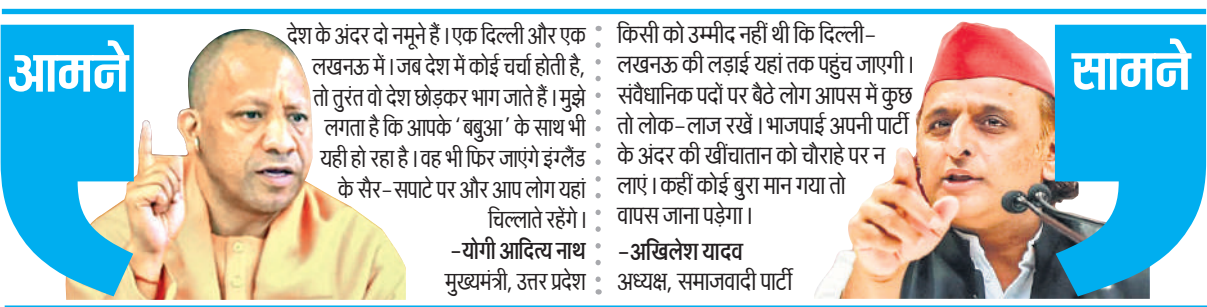 आमने
देश के अंदर दो नमूने हैं। एक दिल्ली और एक
लखनऊ में। जब देश में कोई चर्चा होती है,
तो तुरंत वो देश छोड़कर भाग जाते हैं। मुझे
लगता है कि आपके ‘बबुआ’ के साथ भी
यही हो रहा है। वह भी फिर जाएंगे इंग्लैंड
के सैर-सपाटे पर और आप लोग यहां
चिल्लाते रहेंगे।
-योगी आदित्य नाथ
मुख्यमंत्री, उत्तर प्रदेश
किसी को उम्मीद नहीं थी कि दिल्ली-
लखनऊ की लड़ाई यहां तक पहुंच जाएगी।
संवैधानिक पदों पर बैठे लोग आपस में कुछ
तो लोक-लाज रखें। भाजपाई अपनी पार्टी
के अंदर की खींचातान को चौराहे पर न
लाएं। कहीं कोई बुरा मान गया तो
वापस जाना पड़ेगा।
-अखिलेश यादव
अध्यक्ष, समाजवादी पार्टी
सामने